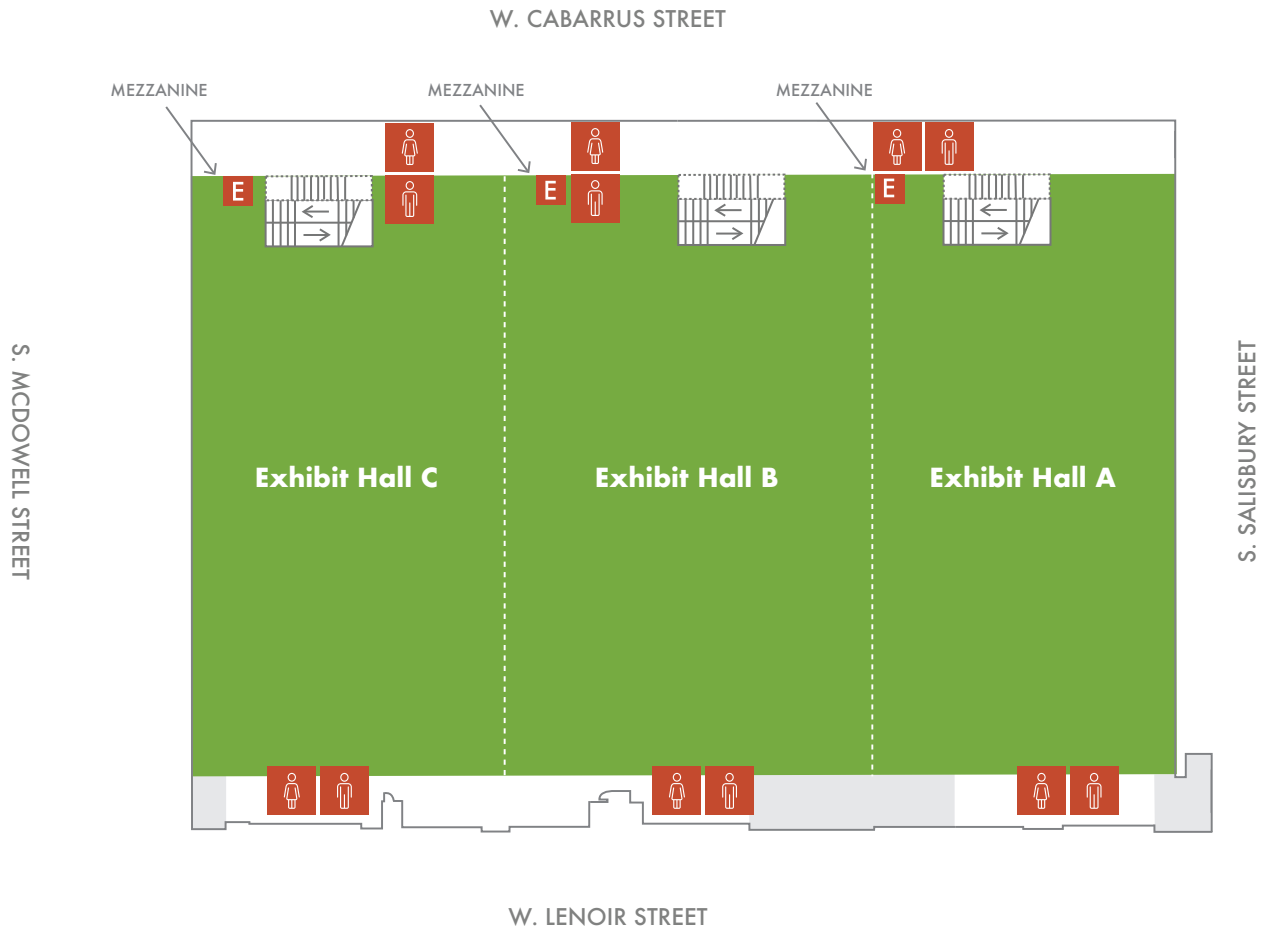 W. CABARRUS STREET
MEZZANINE
MEZZANINE
MEZZANINE
E
E
E
S. MCDOWELL STREET
Exhibit Hall C
Exhibit Hall B
Exhibit Hall A
S. SALISBURY STREET
W. LENOIR STREET